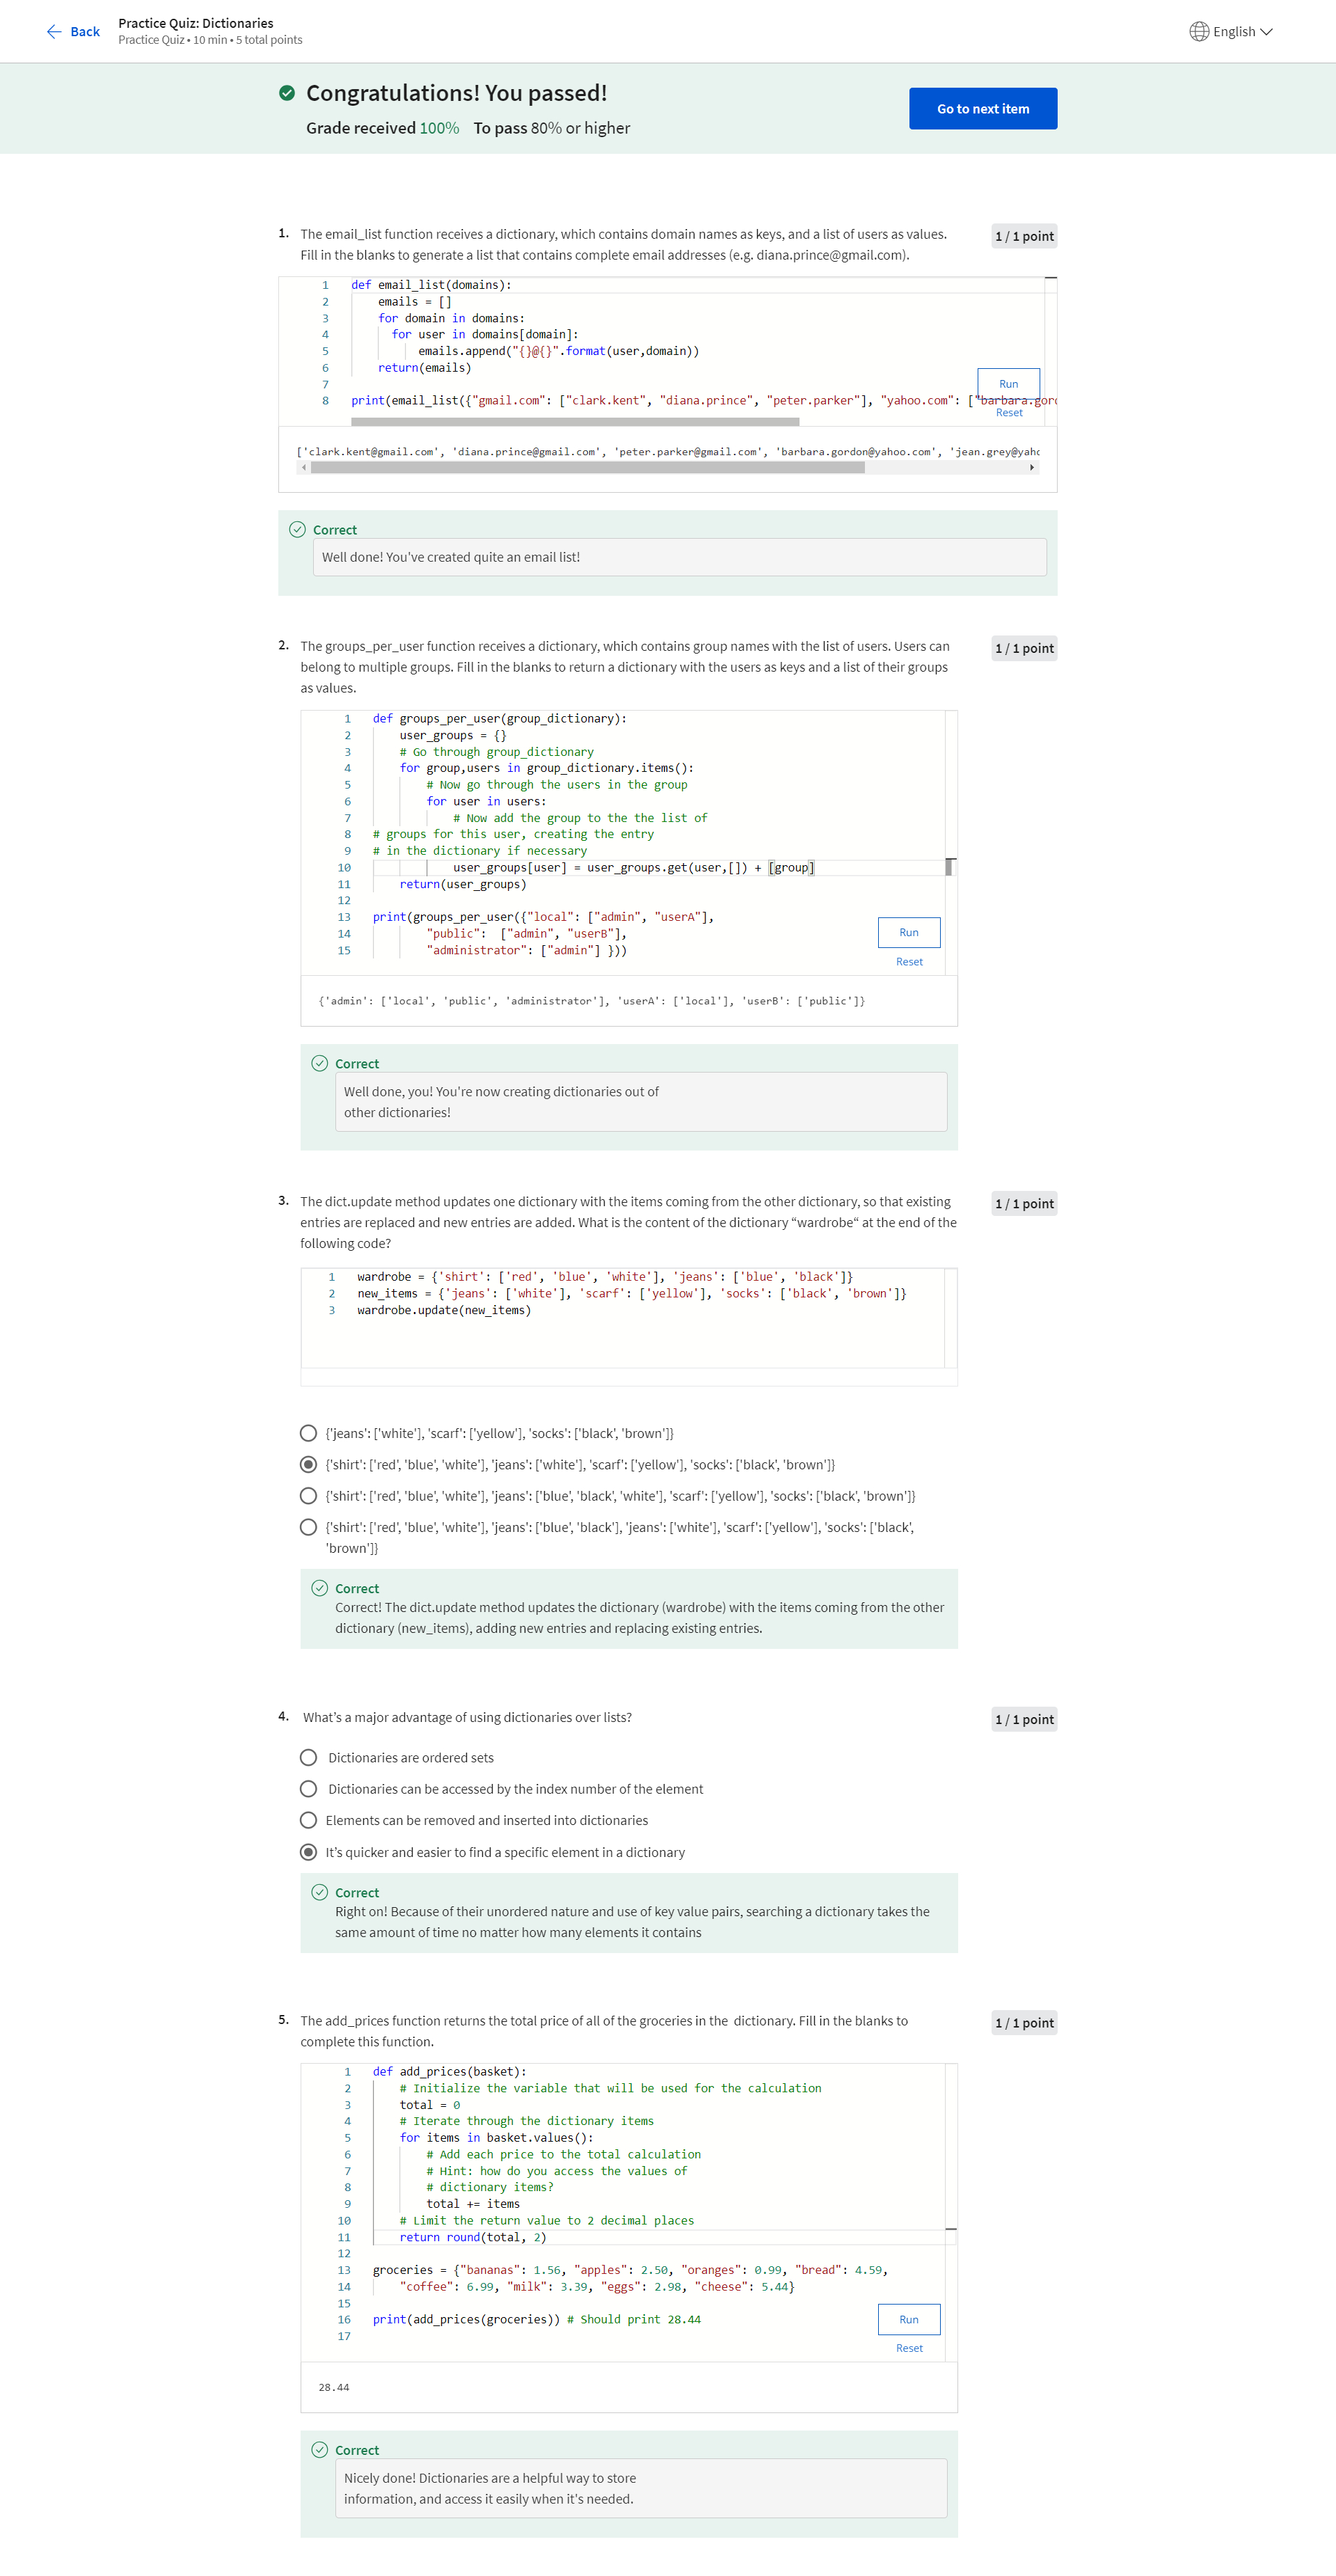 Back
Practice Quiz: Dictionaries
Practice Quiz • 10 min • 5 total points
English
Congratulations! You passed!
Grade received 100% To pass 80% or higher
Go to next item
1. The email_list function receives a dictionary, which contains domain names as keys, and a list of users as values.
Fill in the blanks to generate a list that contains complete email addresses (e.g. diana.prince@gmail.com).
1 / 1 point
1 def email_list(domains):
2     emails = []
3     for domain in domains:
4       for user in domains[domain]:
5           emails.append("{}@{}".format(user,domain))
6     return(emails)
7
8 print(email_list({"gmail.com": ["clark.kent", "diana.prince", "peter.parker"], "yahoo.com": ["barbara.gord
Run
Reset
['clark.kent@gmail.com', 'diana.prince@gmail.com', 'peter.parker@gmail.com', 'barbara.gordon@yahoo.com', 'jean.grey@yaho
Correct
Well done! You've created quite an email list!
2. The groups_per_user function receives a dictionary, which contains group names with the list of users. Users can
belong to multiple groups. Fill in the blanks to return a dictionary with the users as keys and a list of their groups
as values.
1 / 1 point
1 def groups_per_user(group_dictionary):
2     user_groups = {}
3     # Go through group_dictionary
4     for group,users in group_dictionary.items():
5         # Now go through the users in the group
6         for user in users:
7             # Now add the group to the the list of
8 # groups for this user, creating the entry
9 # in the dictionary if necessary
10             user_groups[user] = user_groups.get(user,[]) + [group]
11     return(user_groups)
12
13 print(groups_per_user({"local": ["admin", "userA"],
14         "public":  ["admin", "userB"],
15         "administrator": ["admin"] }))
Run
Reset
{'admin': ['local', 'public', 'administrator'], 'userA': ['local'], 'userB': ['public']}
Correct
Well done, you! You're now creating dictionaries out of
other dictionaries!
3. The dict.update method updates one dictionary with the items coming from the other dictionary, so that existing
entries are replaced and new entries are added. What is the content of the dictionary “wardrobe“ at the end of the
following code?
1 / 1 point
1 wardrobe = {'shirt': ['red', 'blue', 'white'], 'jeans': ['blue', 'black']}
2 new_items = {'jeans': ['white'], 'scarf': ['yellow'], 'socks': ['black', 'brown']}
3 wardrobe.update(new_items)
{'jeans': ['white'], 'scarf': ['yellow'], 'socks': ['black', 'brown']}
{'shirt': ['red', 'blue', 'white'], 'jeans': ['white'], 'scarf': ['yellow'], 'socks': ['black', 'brown']}
{'shirt': ['red', 'blue', 'white'], 'jeans': ['blue', 'black', 'white'], 'scarf': ['yellow'], 'socks': ['black', 'brown']}
{'shirt': ['red', 'blue', 'white'], 'jeans': ['blue', 'black'], 'jeans': ['white'], 'scarf': ['yellow'], 'socks': ['black',
'brown']}
Correct
Correct! The dict.update method updates the dictionary (wardrobe) with the items coming from the other
dictionary (new_items), adding new entries and replacing existing entries.
4. What’s a major advantage of using dictionaries over lists?
1 / 1 point
Dictionaries are ordered sets
Dictionaries can be accessed by the index number of the element
Elements can be removed and inserted into dictionaries
It’s quicker and easier to find a specific element in a dictionary
Correct
Right on! Because of their unordered nature and use of key value pairs, searching a dictionary takes the
same amount of time no matter how many elements it contains
5. The add_prices function returns the total price of all of the groceries in the dictionary. Fill in the blanks to
complete this function.
1 / 1 point
1 def add_prices(basket):
2     # Initialize the variable that will be used for the calculation
3     total = 0
4     # Iterate through the dictionary items
5     for items in basket.values():
6         # Add each price to the total calculation
7         # Hint: how do you access the values of
8         # dictionary items?
9         total += items
10     # Limit the return value to 2 decimal places
11     return round(total, 2)
12
13 groceries = {"bananas": 1.56, "apples": 2.50, "oranges": 0.99, "bread": 4.59,
14     "coffee": 6.99, "milk": 3.39, "eggs": 2.98, "cheese": 5.44}
15
16 print(add_prices(groceries)) # Should print 28.44
17
Run
Reset
28.44
Correct
Nicely done! Dictionaries are a helpful way to store
information, and access it easily when it's needed.